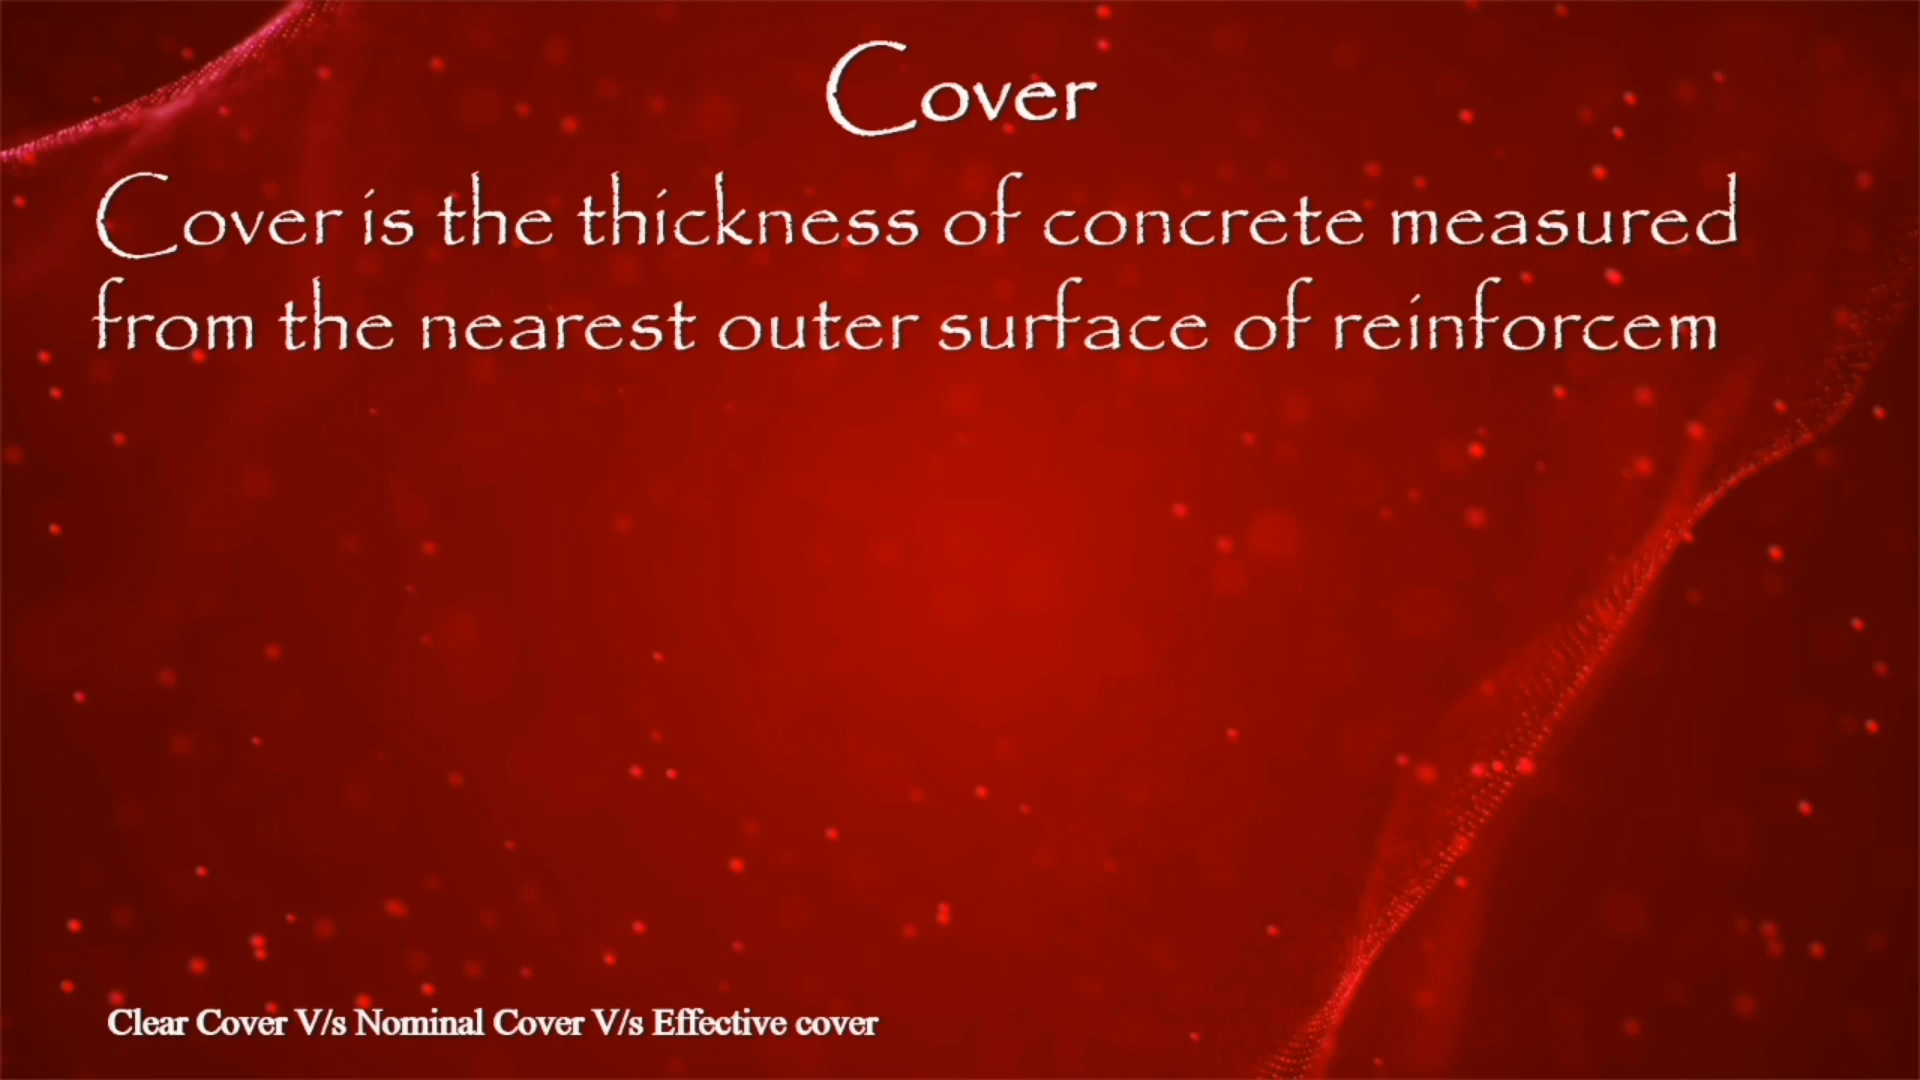 Cover
Cover is the thickness of concrete measured
from the nearest outer surface of reinforcem
Clear Cover V/s Nominal Cover V/s Effective cover